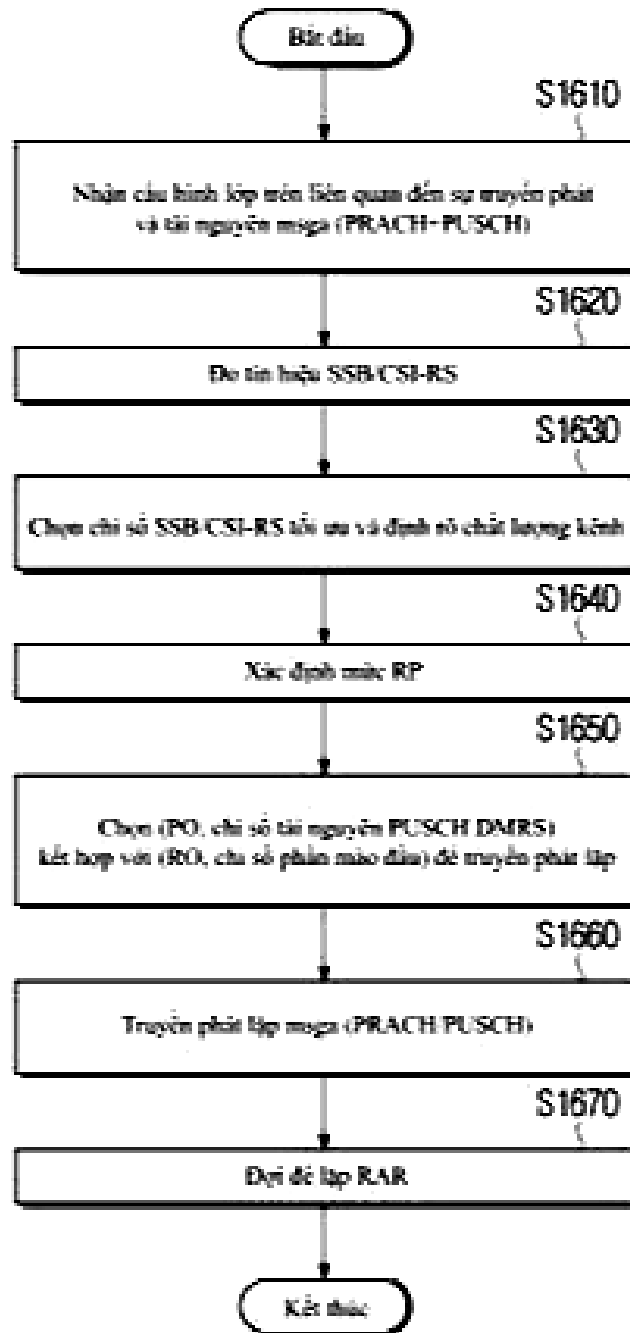 Bắt đầu
S1610
Nhận cấu hình lớp trên liên quan đến sự truyền phát
và tài nguyên msga (PRACH+PUSCH)
S1620
Đo tín hiệu SSB/CSI-RS
S1630
Chọn chỉ số SSB/CSI-RS tối ưu và định rõ chất lượng kênh
S1640
Xác định mức RP
S1650
Chọn (PO, chỉ số tài nguyên PUSCH DMRS)
kết hợp với (RO, chỉ số phần mào đầu) để truyền phát lặp
S1660
Truyền phát lặp msga (PRACH/PUSCH)
S1670
Đợi để lặp RAR
Kết thúc